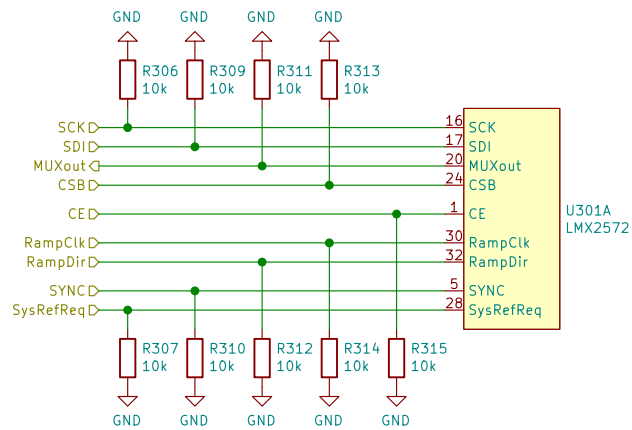 GND GND GND GND
R306 R309 R311 R313
10k 10k 10k 10k
SCK 16 SCK
SDI 17 SDI
MUXout 20 MUXout
CSB 24 CSB
CE 1 CE
U301A
LMX2572
RampClk 30 RampClk
RampDir 32 RampDir
SYNC 5 SYNC
SysRefReq 28 SysRefReq
R307 R310 R312 R314 R315
10k 10k 10k 10k 10k
GND GND GND GND GND